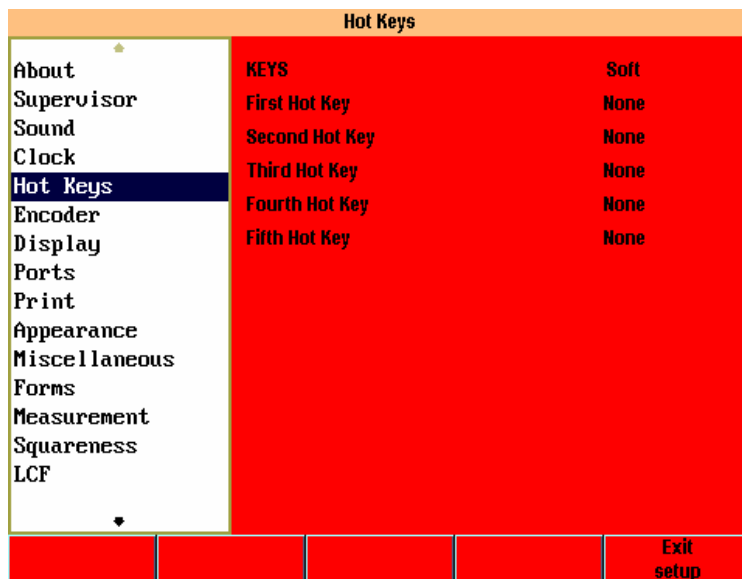 Hot Keys
About
Supervisor
Sound
Clock
Hot Keys
Encoder
Display
Ports
Print
Appearance
Miscellaneous
Forms
Measurement
Squareness
LCF
KEYS Soft
First Hot Key None
Second Hot Key None
Third Hot Key None
Fourth Hot Key None
Fifth Hot Key None
Exit
setup